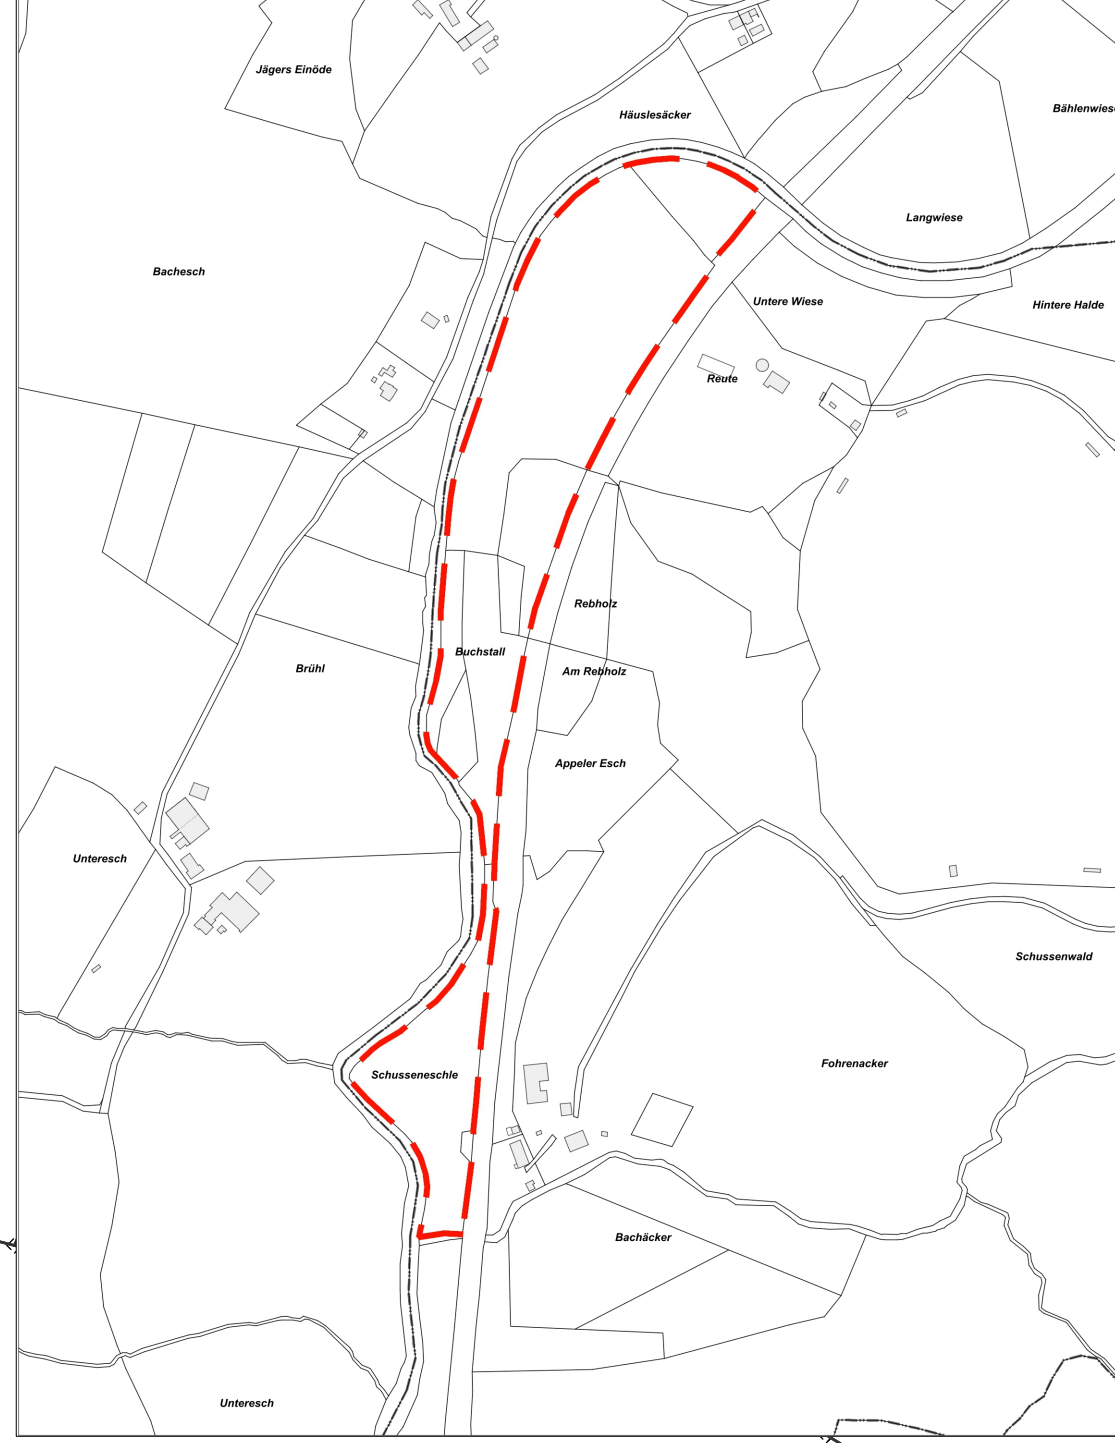 Jägers Einöde
Häuslesäcker
Langwiese
Bachesch
Untere Wiese
Hintere Halde
Reute
Rebholz
Buchstall
Brühl
Am Rebholz
Appeler Esch
Unteresch
Schussenwald
Fohrenacker
Schusseneschle
Bachäcker
Unteresch